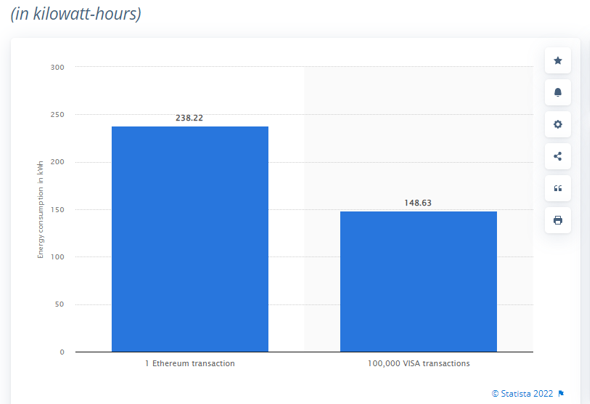 (in kilowatt-hours)
300
250
200
150
100
50
0
Energy consumption in kWh
238.22
148.63
1 Ethereum transaction
100,000 VISA transactions
© Statista 2022